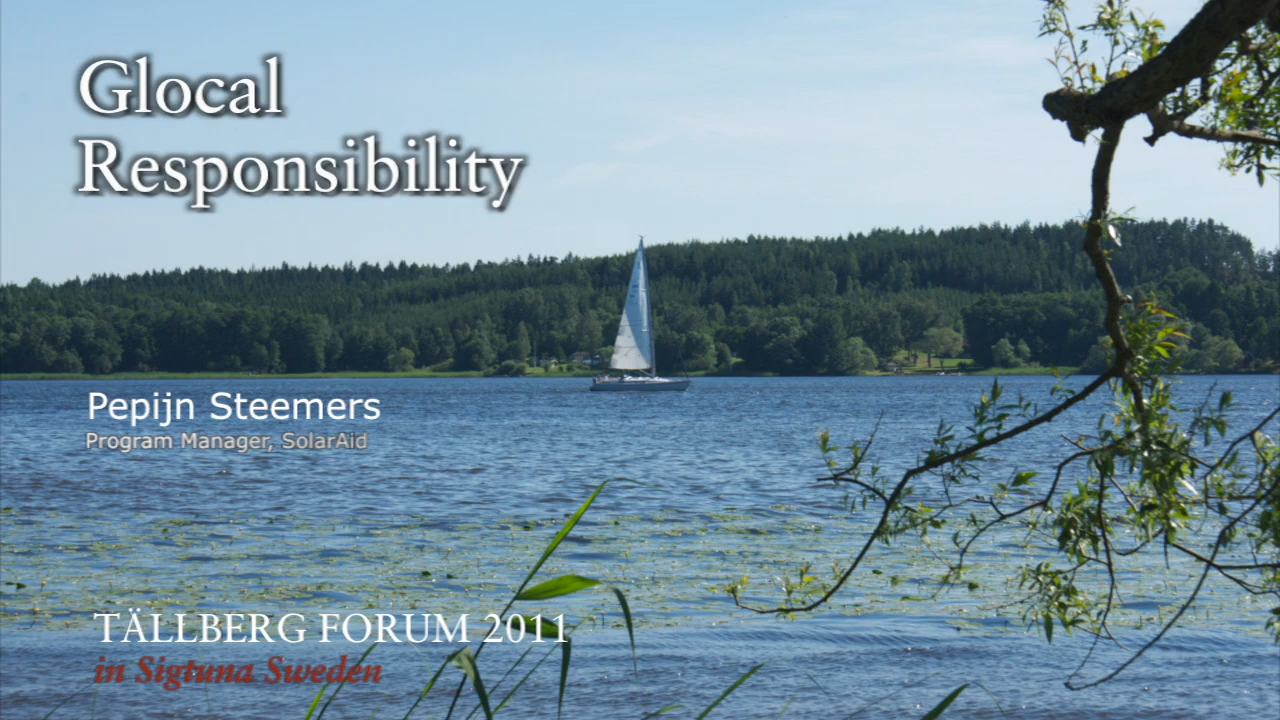 Glocal
Responsibility
Pepijn Steemers
Program Manager, SolarAid
TÄLLBERG FORUM 2011
in Sigtuna Sweden